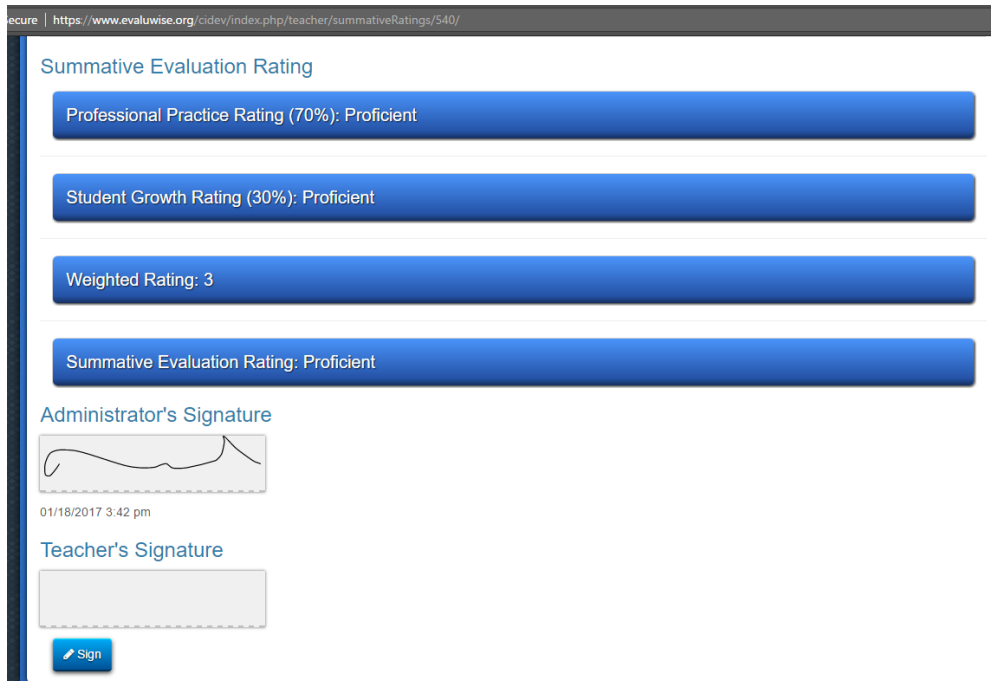 ecure | https://www.evaluwise.org/cidev/index.php/teacher/summativeRatings/540/
Summative Evaluation Rating
Professional Practice Rating (70%): Proficient
Student Growth Rating (30%): Proficient
Weighted Rating: 3
Summative Evaluation Rating: Proficient
Administrator's Signature
01/18/2017 3:42 pm
Teacher's Signature
Sign